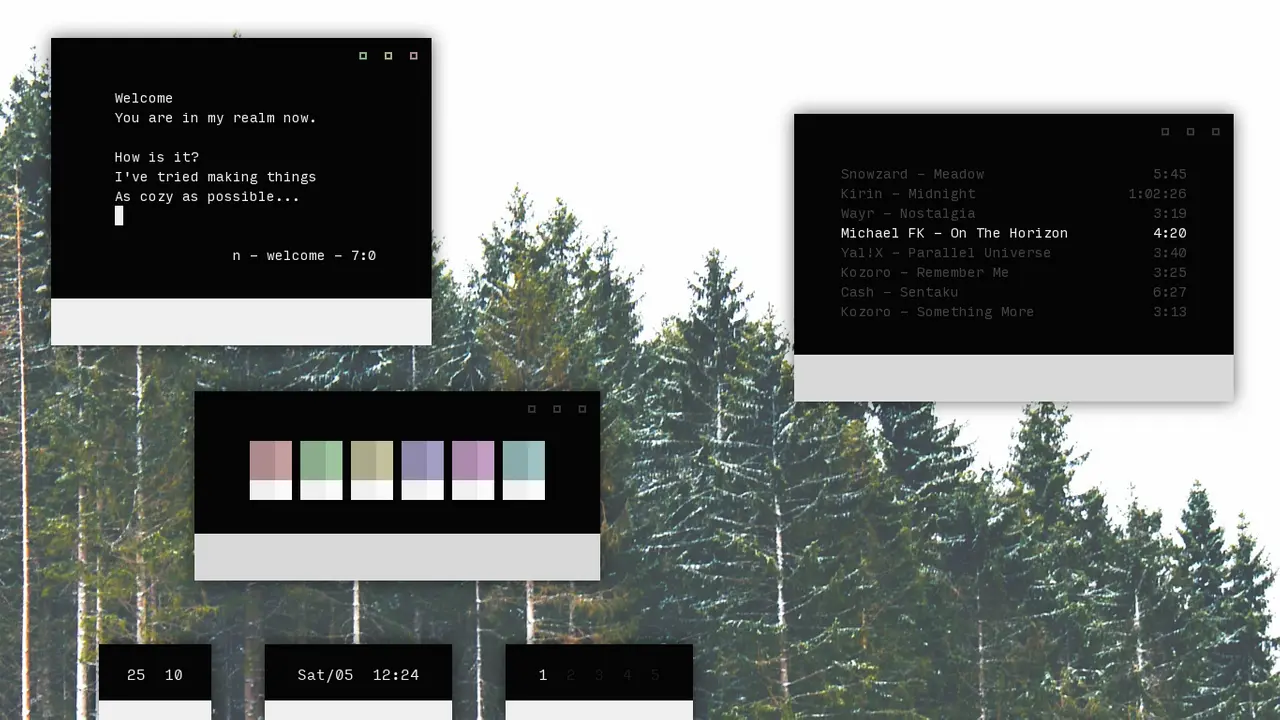 Welcome
You are in my realm now.
How is it?
I've tried making things
As cozy as possible...
n – welcome – 7:0
Snowzard – Meadow 5:45
Kirin – Midnight 1:02:26
Wayr – Nostalgia 3:19
Michael FK – On The Horizon 4:20
Yal!X – Parallel Universe 3:40
Kozoro – Remember Me 3:25
Cash – Sentaku 6:27
Kozoro – Something More 3:13
25 10
Sat/05 12:24
1 2 3 4 5